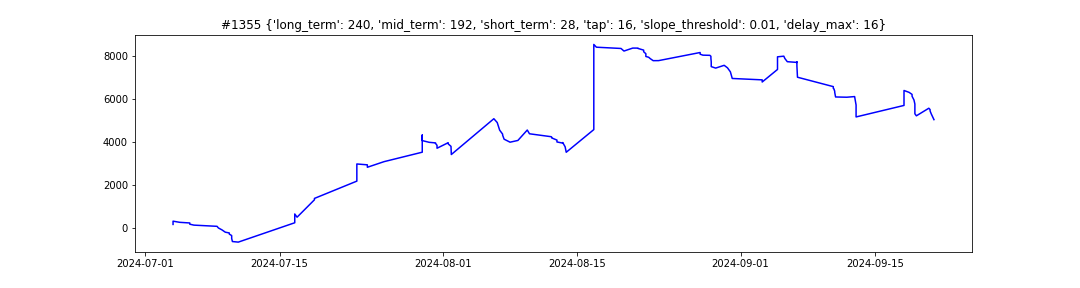 #1355 {'long_term': 240, 'mid_term': 192, 'short_term': 28, 'tap': 16, 'slope_threshold': 0.01, 'delay_max': 16}
8000
6000
4000
2000
0
2024-07-01 2024-07-15 2024-08-01 2024-08-15 2024-09-01 2024-09-15